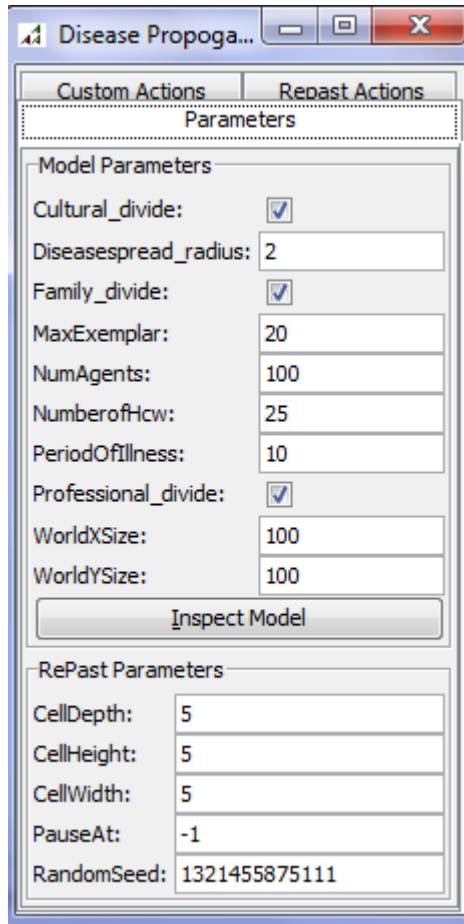 Disease Propoga...
Custom Actions Repast Actions
Parameters
Model Parameters
Cultural_divide:
Diseasespread_radius: 2
Family_divide:
MaxExemplar: 20
NumAgents: 100
NumberofHcw: 25
PeriodOfIllness: 10
Professional_divide:
WorldXSize: 100
WorldYSize: 100
Inspect Model
RePast Parameters
CellDepth: 5
CellHeight: 5
CellWidth: 5
PauseAt: -1
RandomSeed: 1321455875111